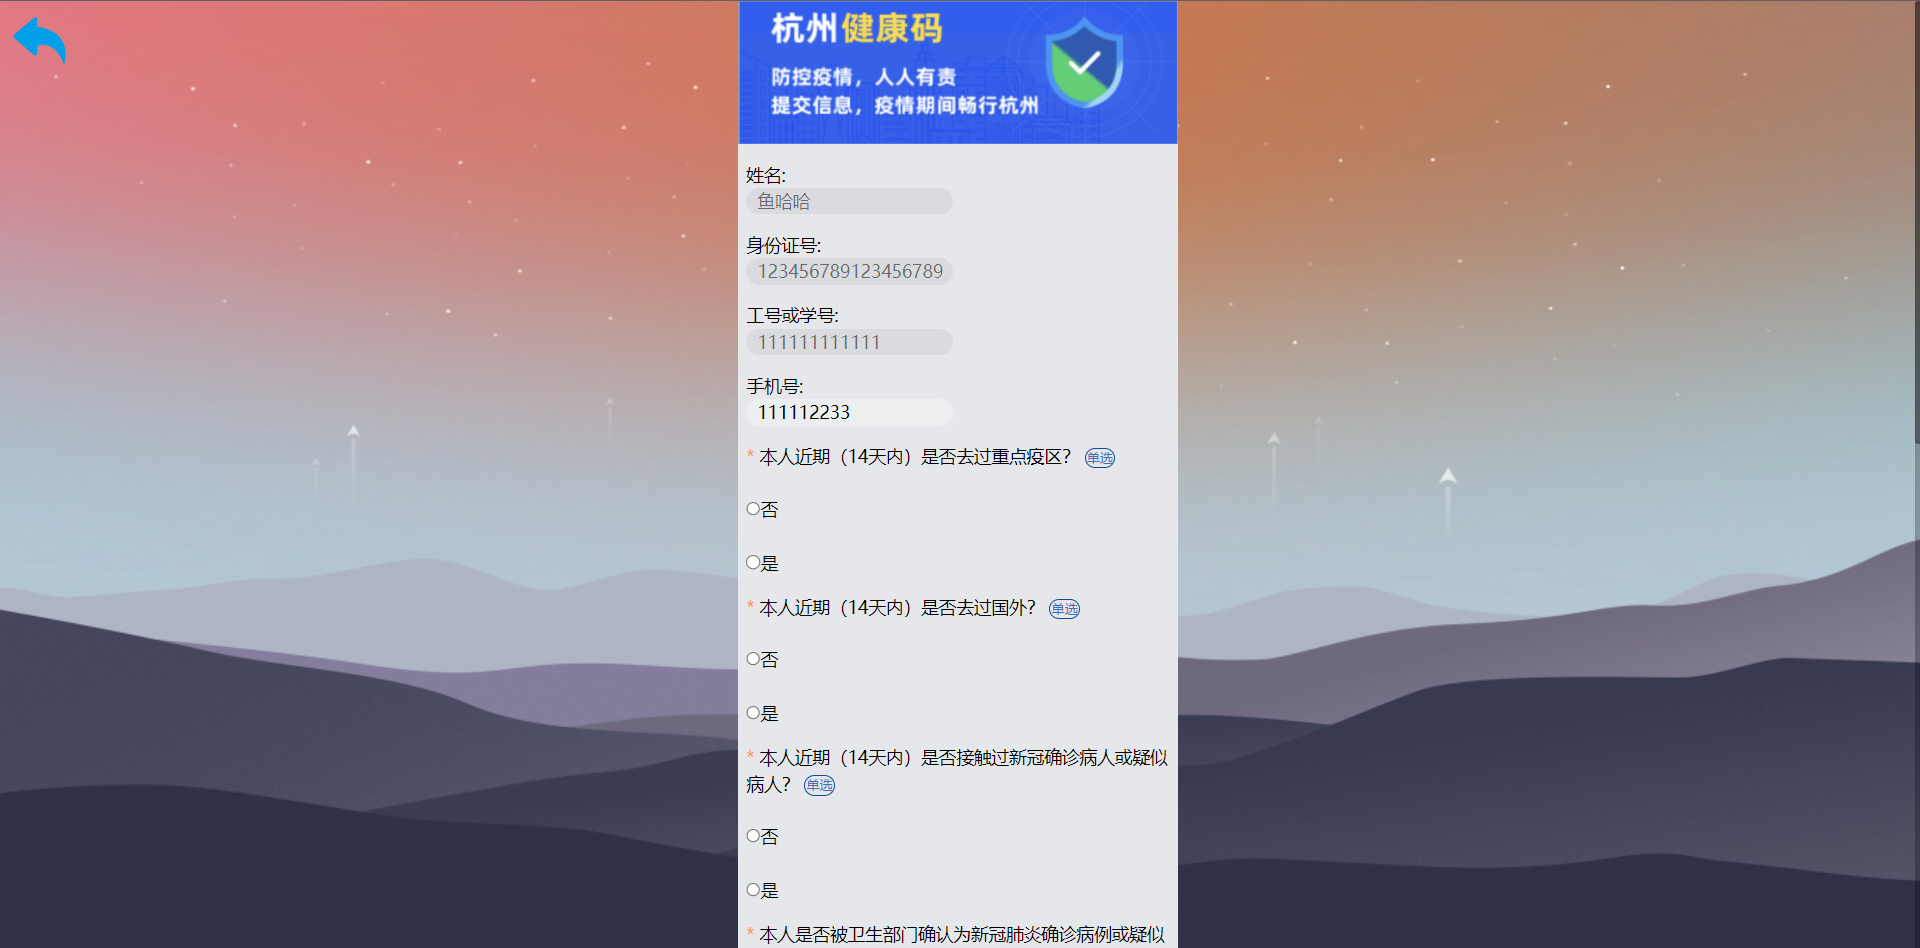 杭州健康码
防控疫情，人人有责
提交信息，疫情期间畅行杭州
姓名:
鱼哈哈
身份证号:
123456789123456789
工号或学号:
111111111111
手机号:
111112233
* 本人近期（14天内）是否去过重点疫区？ 单选
否
是
* 本人近期（14天内）是否去过国外？ 单选
否
是
* 本人近期（14天内）是否接触过新冠确诊病人或疑似
病人？ 单选
否
是
* 本人是否被卫生部门确认为新冠肺炎确诊病例或疑似